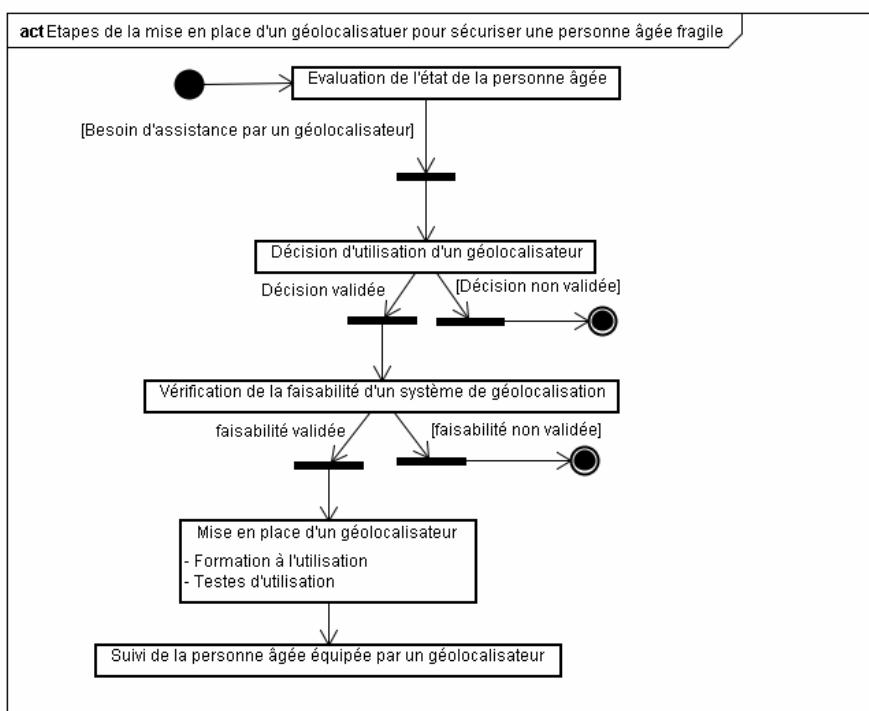 act Etapes de la mise en place d'un géolocalisatuer pour sécuriser une personne âgée fragile
Evaluation de l'état de la personne âgée
[Besoin d'assistance par un géolocalisateur]
Décision d'utilisation d'un géolocalisateur
Décision validée
[Décision non validée]
Vérification de la faisabilité d'un système de géolocalisation
faisabilité validée
[faisabilité non validée]
Mise en place d'un géolocalisateur
- Formation à l'utilisation
- Testes d'utilisation
Suivi de la personne âgée équipée par un géolocalisateur